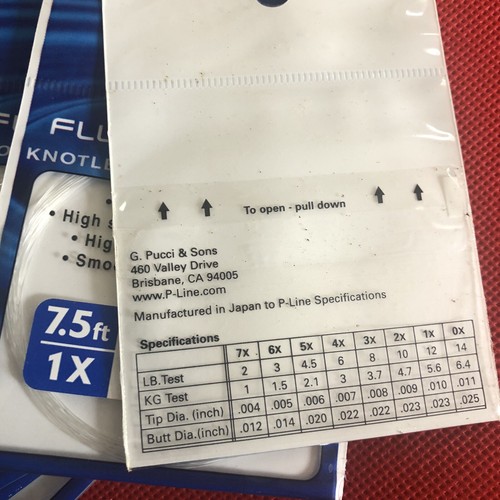 FLU
KNOTL
• High
• Hig
• Smo
7.5ft
1X
To open - pull down
G. Pucci & Sons
460 Valley Drive
Brisbane, CA 94005
www.P-Line.com
Manufactured in Japan to P-Line Specifications
Specifications
7X 6X 5X 4X 3X 2X 1X 0X
LB.Test 2 3 4.5 6 8 10 12 14
KG Test 1 1.5 2.1 3 3.7 4.7 5.6 6.4
Tip Dia. (inch) .004 .005 .006 .007 .008 .009 .010 .011
Butt Dia.(inch) .012 .014 .020 .022 .022 .023 .023 .025